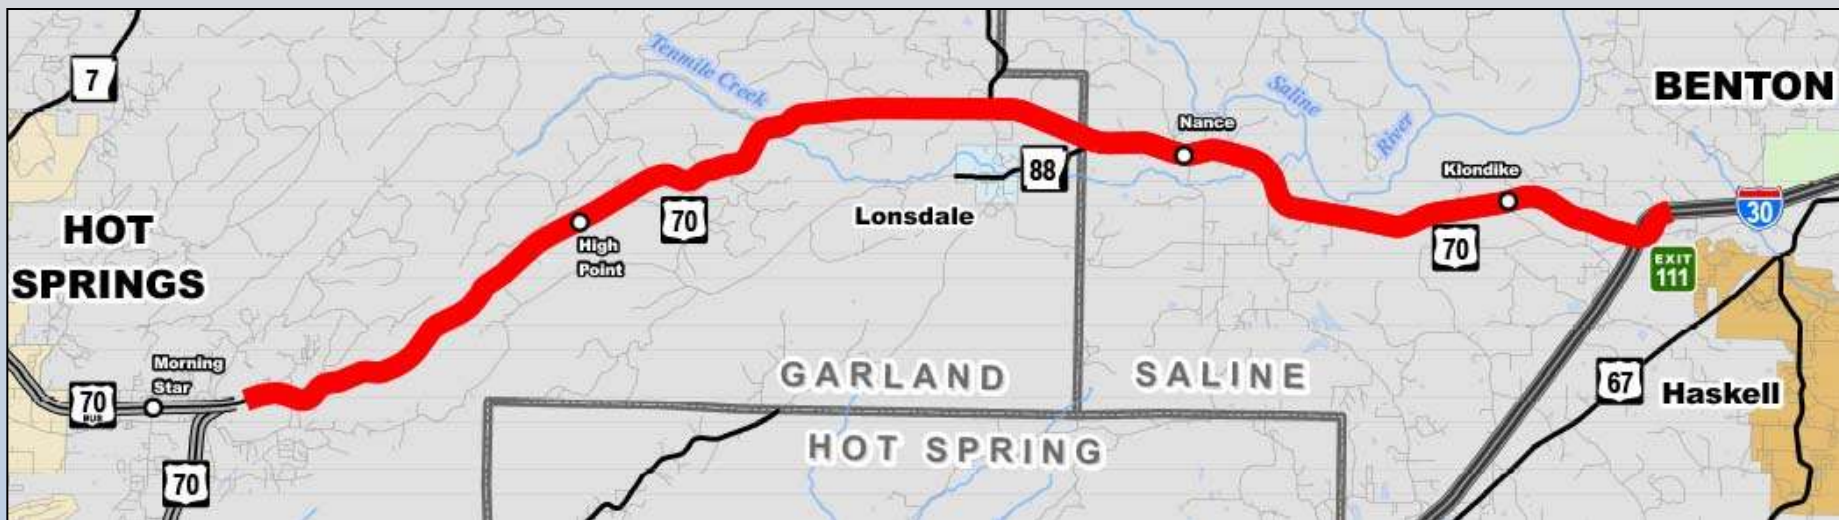 Tenmile Creek
7
BENTON
Saline
River
Nance
88
Klondike
30
HOT
SPRINGS
Lonsdale
70
High
Point
70
EXIT
111
Morning
Star
GARLAND
SALINE
67
Haskell
70
BUS
HOT SPRING
70